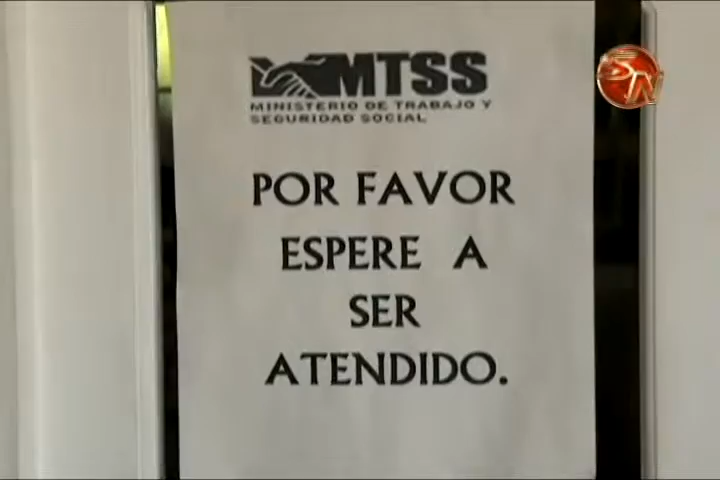 MTSS
MINISTERIO DE TRABAJO Y
SEGURIDAD SOCIAL
POR FAVOR
ESPERE A
SER
ATENDIDO.